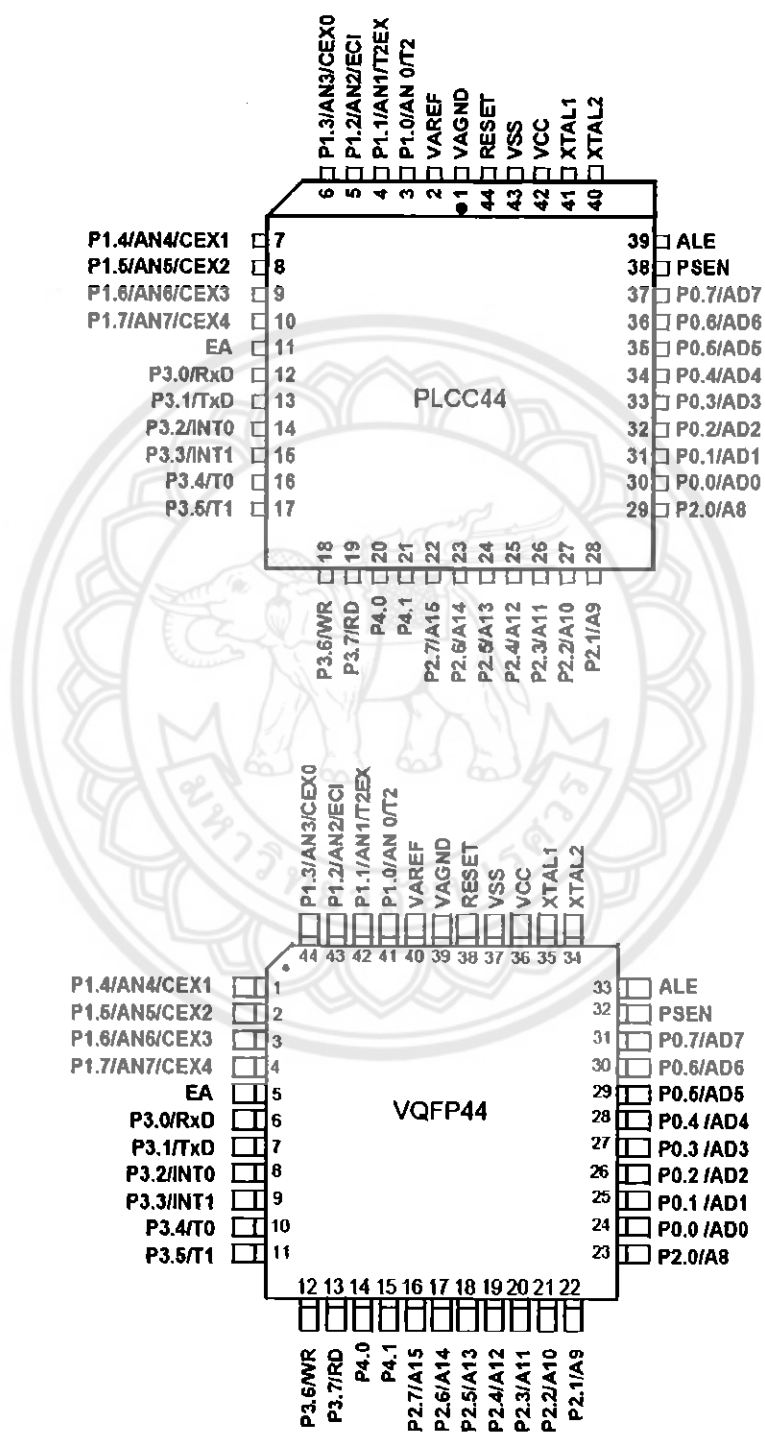 P1.3/AN3/CEX0
P1.2/AN2/ECI
P1.1/AN1/T2EX
P1.0/AN 0/T2
VAREF
VAGND
RESET
VSS
VCC
XTAL1
XTAL2
6 5 4 3 2 1 44 43 42 41 40
P1.4/AN4/CEX1 7
P1.5/AN5/CEX2 8
P1.6/AN6/CEX3 9
P1.7/AN7/CEX4 10
EA 11
P3.0/RxD 12
P3.1/TxD 13
P3.2/INT0 14
P3.3/INT1 15
P3.4/T0 16
P3.5/T1 17
PLCC44
39 ALE
38 PSEN
37 P0.7/AD7
36 P0.6/AD6
35 P0.5/AD5
34 P0.4/AD4
33 P0.3/AD3
32 P0.2/AD2
31 P0.1/AD1
30 P0.0/AD0
29 P2.0/A8
18 19 20 21 22 23 24 25 26 27 28
P3.6/WR
P3.7/RD
P4.0
P4.1
P2.7/A15
P2.6/A14
P2.5/A13
P2.4/A12
P2.3/A11
P2.2/A10
P2.1/A9
P1.3/AN3/CEX0
P1.2/AN2/ECI
P1.1/AN1/T2EX
P1.0/AN 0/T2
VAREF
VAGND
RESET
VSS
VCC
XTAL1
XTAL2
44 43 42 41 40 39 38 37 36 35 34
P1.4/AN4/CEX1 1
P1.5/AN5/CEX2 2
P1.6/AN6/CEX3 3
P1.7/AN7/CEX4 4
EA 5
P3.0/RxD 6
P3.1/TxD 7
P3.2/INT0 8
P3.3/INT1 9
P3.4/T0 10
P3.5/T1 11
VQFP44
33 ALE
32 PSEN
31 P0.7/AD7
30 P0.6/AD6
29 P0.5/AD5
28 P0.4 /AD4
27 P0.3 /AD3
26 P0.2 /AD2
25 P0.1 /AD1
24 P0.0 /AD0
23 P2.0/A8
12 13 14 15 16 17 18 19 20 21 22
P3.6/WR
P3.7/RD
P4.0
P4.1
P2.7/A15
P2.6/A14
P2.5/A13
P2.4/A12
P2.3/A11
P2.2/A10
P2.1/A9